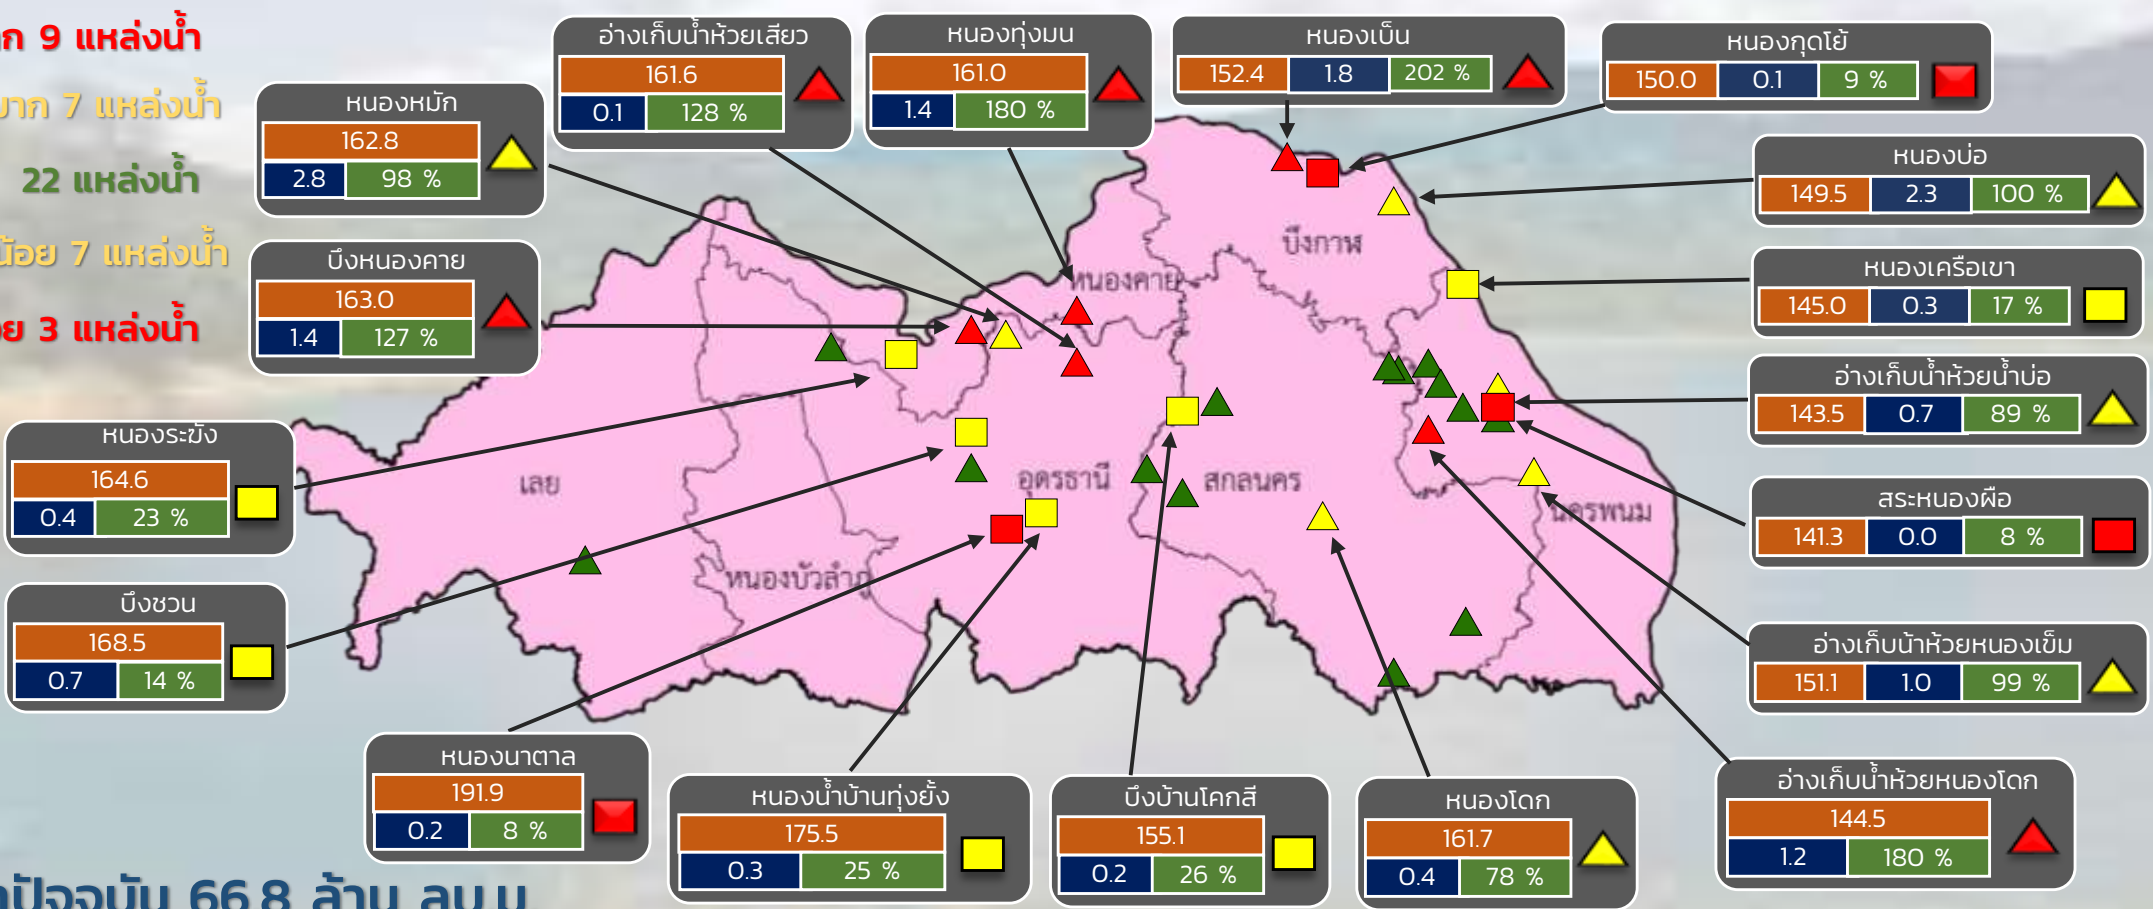 ก 9 แหล่งน้ำ
มาก 7 แหล่งน้ำ
22 แหล่งน้ำ
น้อย 7 แหล่งน้ำ
ย 3 แหล่งน้ำ
อ่างเก็บน้ำห้วยเสียว
161.6
0.1 128 %
หนองทุ่งมน
161.0
1.4 180 %
หนองเบ็น
152.4 1.8 202 %
หนองกุดโย้
150.0 0.1 9 %
หนองหมัก
162.8
2.8 98 %
หนองบ่อ
149.5 2.3 100 %
บึงหนองคาย
163.0
1.4 127 %
หนองเครือเขา
145.0 0.3 17 %
อ่างเก็บน้ำห้วยน้ำบ่อ
143.5 0.7 89 %
หนองระฆัง
164.6
0.4 23 %
สระหนองผือ
141.3 0.0 8 %
บึงชวน
168.5
0.7 14 %
อ่างเก็บน้ำห้วยหนองเข็ม
151.1 1.0 99 %
บึงกาฬ
หนองคาย
เลย
อุดรธานี
สกลนคร
นครพนม
หนองบัวลำภู
หนองนาตาล
191.9
0.2 8 %
หนองน้ำบ้านทุ่งยั้ง
175.5
0.3 25 %
บึงบ้านโคกสี
155.1
0.2 26 %
หนองโดก
161.7
0.4 78 %
อ่างเก็บน้ำห้วยหนองโดก
144.5
1.2 180 %
ปัจจุบัน 66.8 ล้าน ลบ.ม.